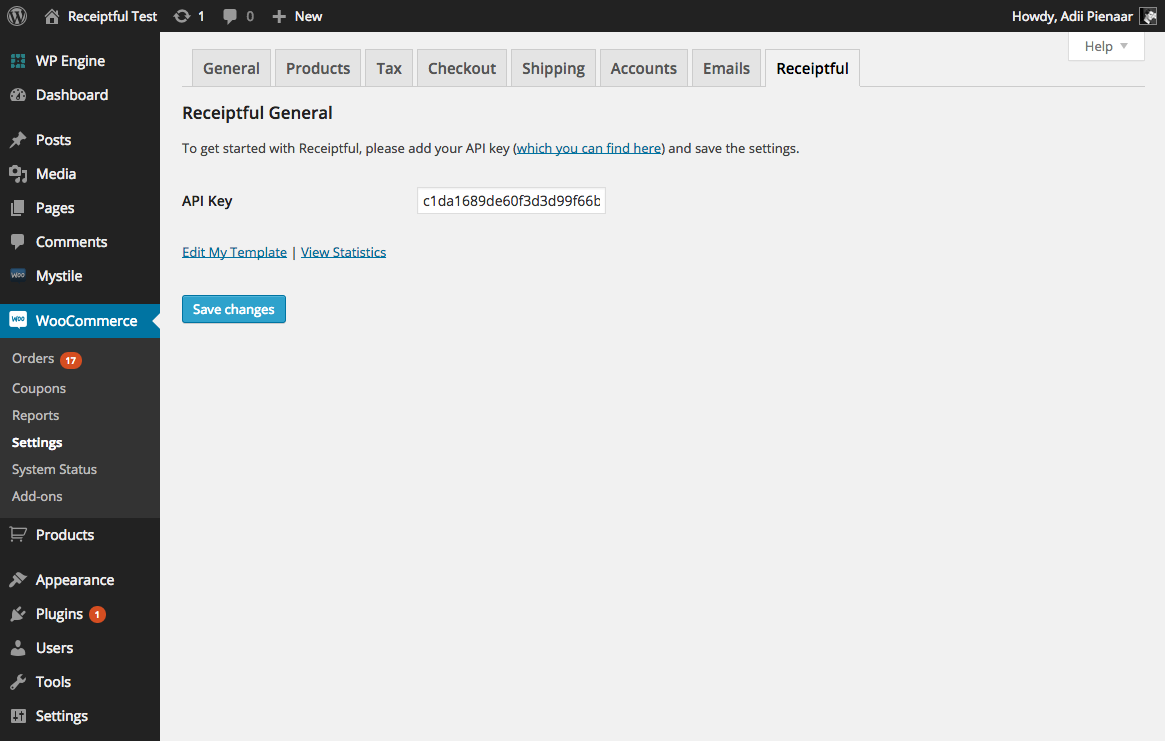 Receiptful Test 1 0 New Howdy, Adii Pienaar
Help
WP Engine
Dashboard
Posts
Media
Pages
Comments
Mystile
WooCommerce
Orders 17
Coupons
Reports
Settings
System Status
Add-ons
Products
Appearance
Plugins 1
Users
Tools
Settings
General Products Tax Checkout Shipping Accounts Emails Receiptful
Receiptful General
To get started with Receiptful, please add your API key (which you can find here) and save the settings.
API Key c1da1689de60f3d3d99f66b
Edit My Template | View Statistics
Save changes